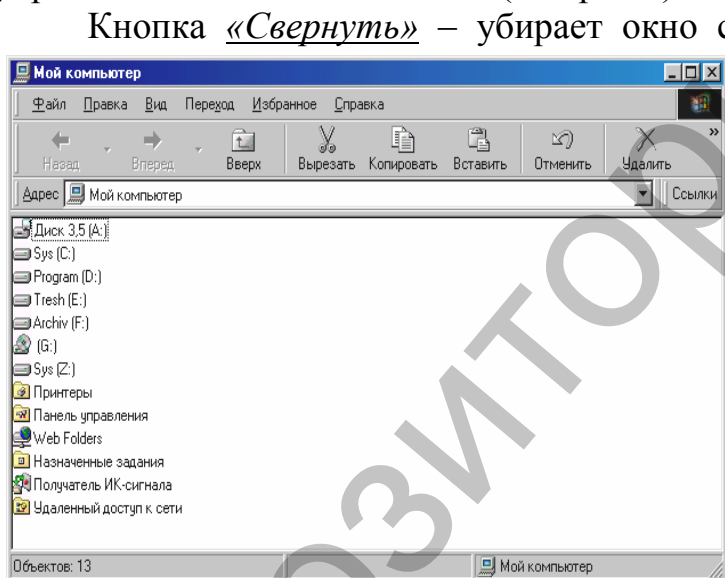 Кнопка «Свернуть» – убирает окно с
Мой компьютер
Файл Правка Вид Переход Избранное Справка
Назад Вперед Вверх Вырезать Копировать Вставить Отменить Удалить »
Адрес Мой компьютер Ссылки
Диск 3,5 (A:)
Sys (C:)
Program (D:)
Tresh (E:)
Archiv (F:)
(G:)
Sys (Z:)
Принтеры
Панель управления
Web Folders
Назначенные задания
Получатель ИК-сигнала
Удаленный доступ к сети
Объектов: 13 Мой компьютер